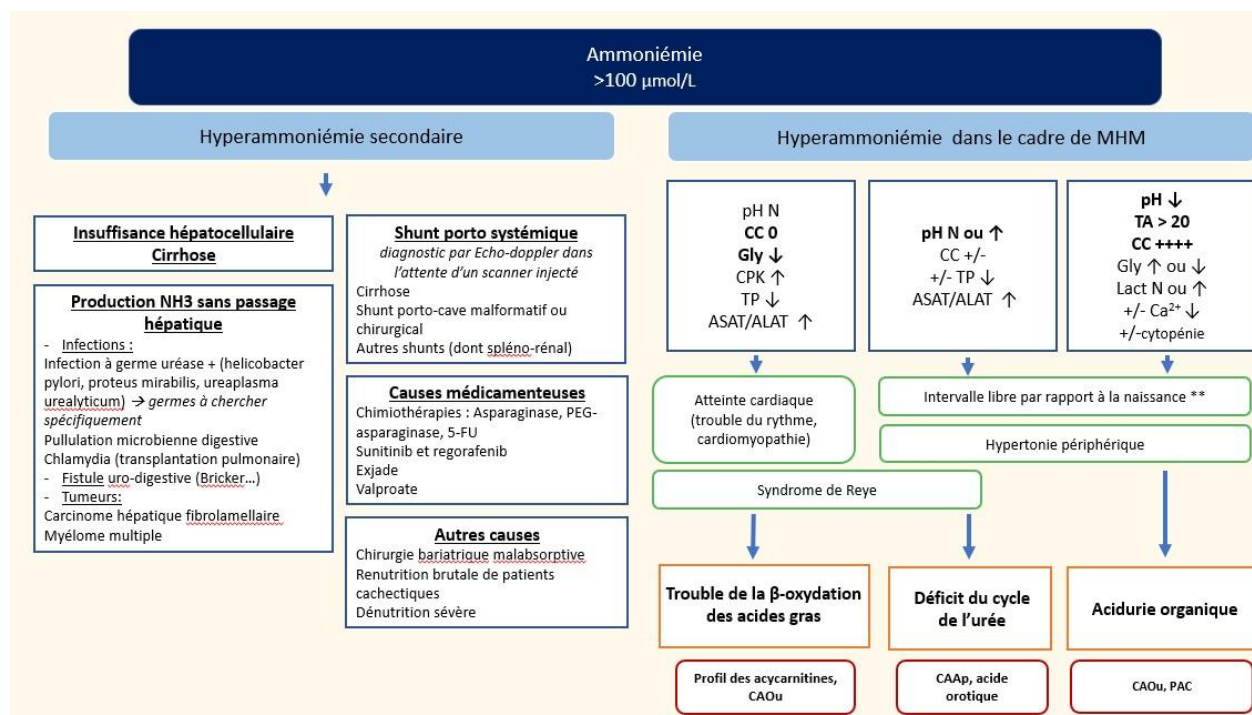 Ammoniémie
>100 µmol/L
Hyperammoniémie secondaire
Insuffisance hépatocellulaire
Cirrhose
Production NH3 sans passage
hépatique
- Infections :
Infection à germe uréase + (helicobacter
pylori, proteus mirabilis, ureaplasma
urealyticum) → germes à chercher
spécifiquement
Pullulation microbienne digestive
Chlamydia (transplantation pulmonaire)
- Fistule uro-digestive (Bricker...)
- Tumeurs:
Carcinome hépatique fibrolamellaire
Myélome multiple
Shunt porto systémique
diagnostic par Echo-doppler dans
l'attente d'un scanner injecté
Cirrhose
Shunt porto-cave malformatif ou
chirurgical
Autres shunts (dont spléno-rénal)
Causes médicamenteuses
Chimiothérapies : Asparaginase, PEG-
asparaginase, 5-FU
Sunitinib et regorafenib
Exjade
Valproate
Autres causes
Chirurgie bariatrique malabsorptive
Renutrition brutale de patients
cachectiques
Dénutrition sévère
Hyperammoniémie dans le cadre de MHM
pH N
CC 0
Gly ↓
CPK ↑
TP ↓
ASAT/ALAT ↑
pH N ou ↑
CC +/-
+/- TP ↓
ASAT/ALAT ↑
pH ↓
TA > 20
CC ++++
Gly ↑ ou ↓
Lact N ou ↑
+/- Ca²⁺ ↓
+/-cytopénie
Atteinte cardiaque
(trouble du rythme,
cardiomyopathie)
Intervalle libre par rapport à la naissance **
Hypertonie périphérique
Syndrome de Reye
Trouble de la β-oxydation
des acides gras
Déficit du cycle
de l'urée
Acidurie organique
Profil des acycarnitines,
CAOu
CAAp, acide
orotique
CAOu, PAC